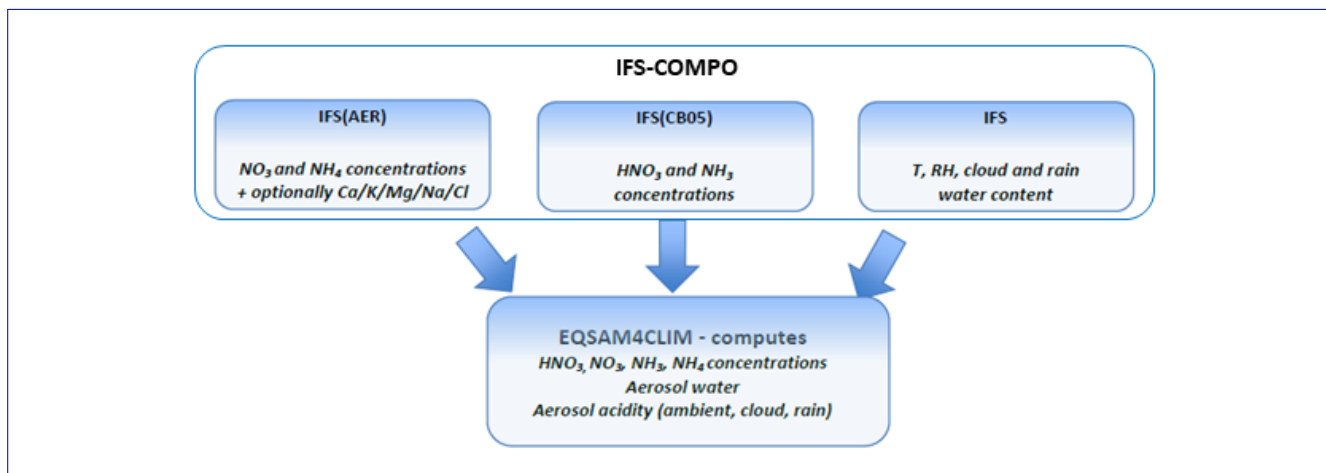 IFS-COMPO
IFS(AER)
NO₃ and NH₄ concentrations
+ optionally Ca/K/Mg/Na/Cl
IFS(CB05)
HNO₃ and NH₃
concentrations
IFS
T, RH, cloud and rain
water content
EQSAM4CLIM - computes
HNO₃, NO₃, NH₃, NH₄ concentrations
Aerosol water
Aerosol acidity (ambient, cloud, rain)